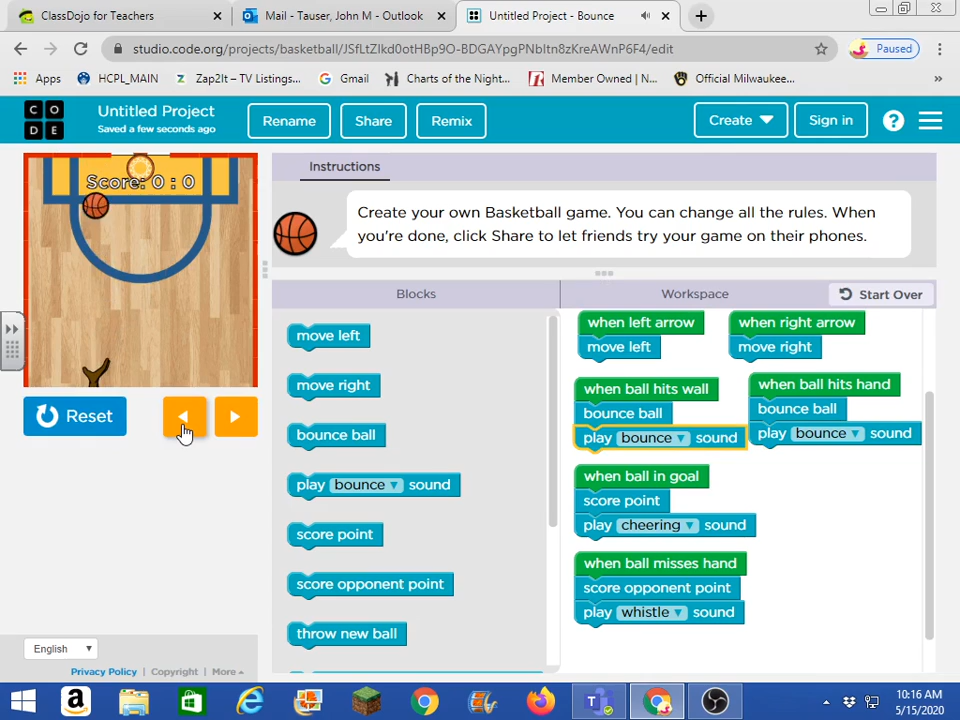 ClassDojo for Teachers
Mail - Tauser, John M - Outlook
Untitled Project - Bounce
studio.code.org/projects/basketball/JSfLtZIkd0otHBp9O-BDGAYpgPNbItn8zKreAWnP6F4/edit
Paused
Apps
HCPL_MAIN
Zap2It – TV Listings...
Gmail
Charts of the Night...
Member Owned | N...
Official Milwaukee...
»
C O
D E
Untitled Project
Saved a few seconds ago
Rename
Share
Remix
Create
Sign in
?
Score: 0 : 0
Reset
Instructions
Create your own Basketball game. You can change all the rules. When
you're done, click Share to let friends try your game on their phones.
Blocks
Workspace
Start Over
move left
move right
bounce ball
play bounce sound
score point
score opponent point
throw new ball
when left arrow
move left
when right arrow
move right
when ball hits wall
bounce ball
play bounce sound
when ball hits hand
bounce ball
play bounce sound
when ball in goal
score point
play cheering sound
when ball misses hand
score opponent point
play whistle sound
English
Privacy Policy | Copyright | More
10:16 AM
5/15/2020